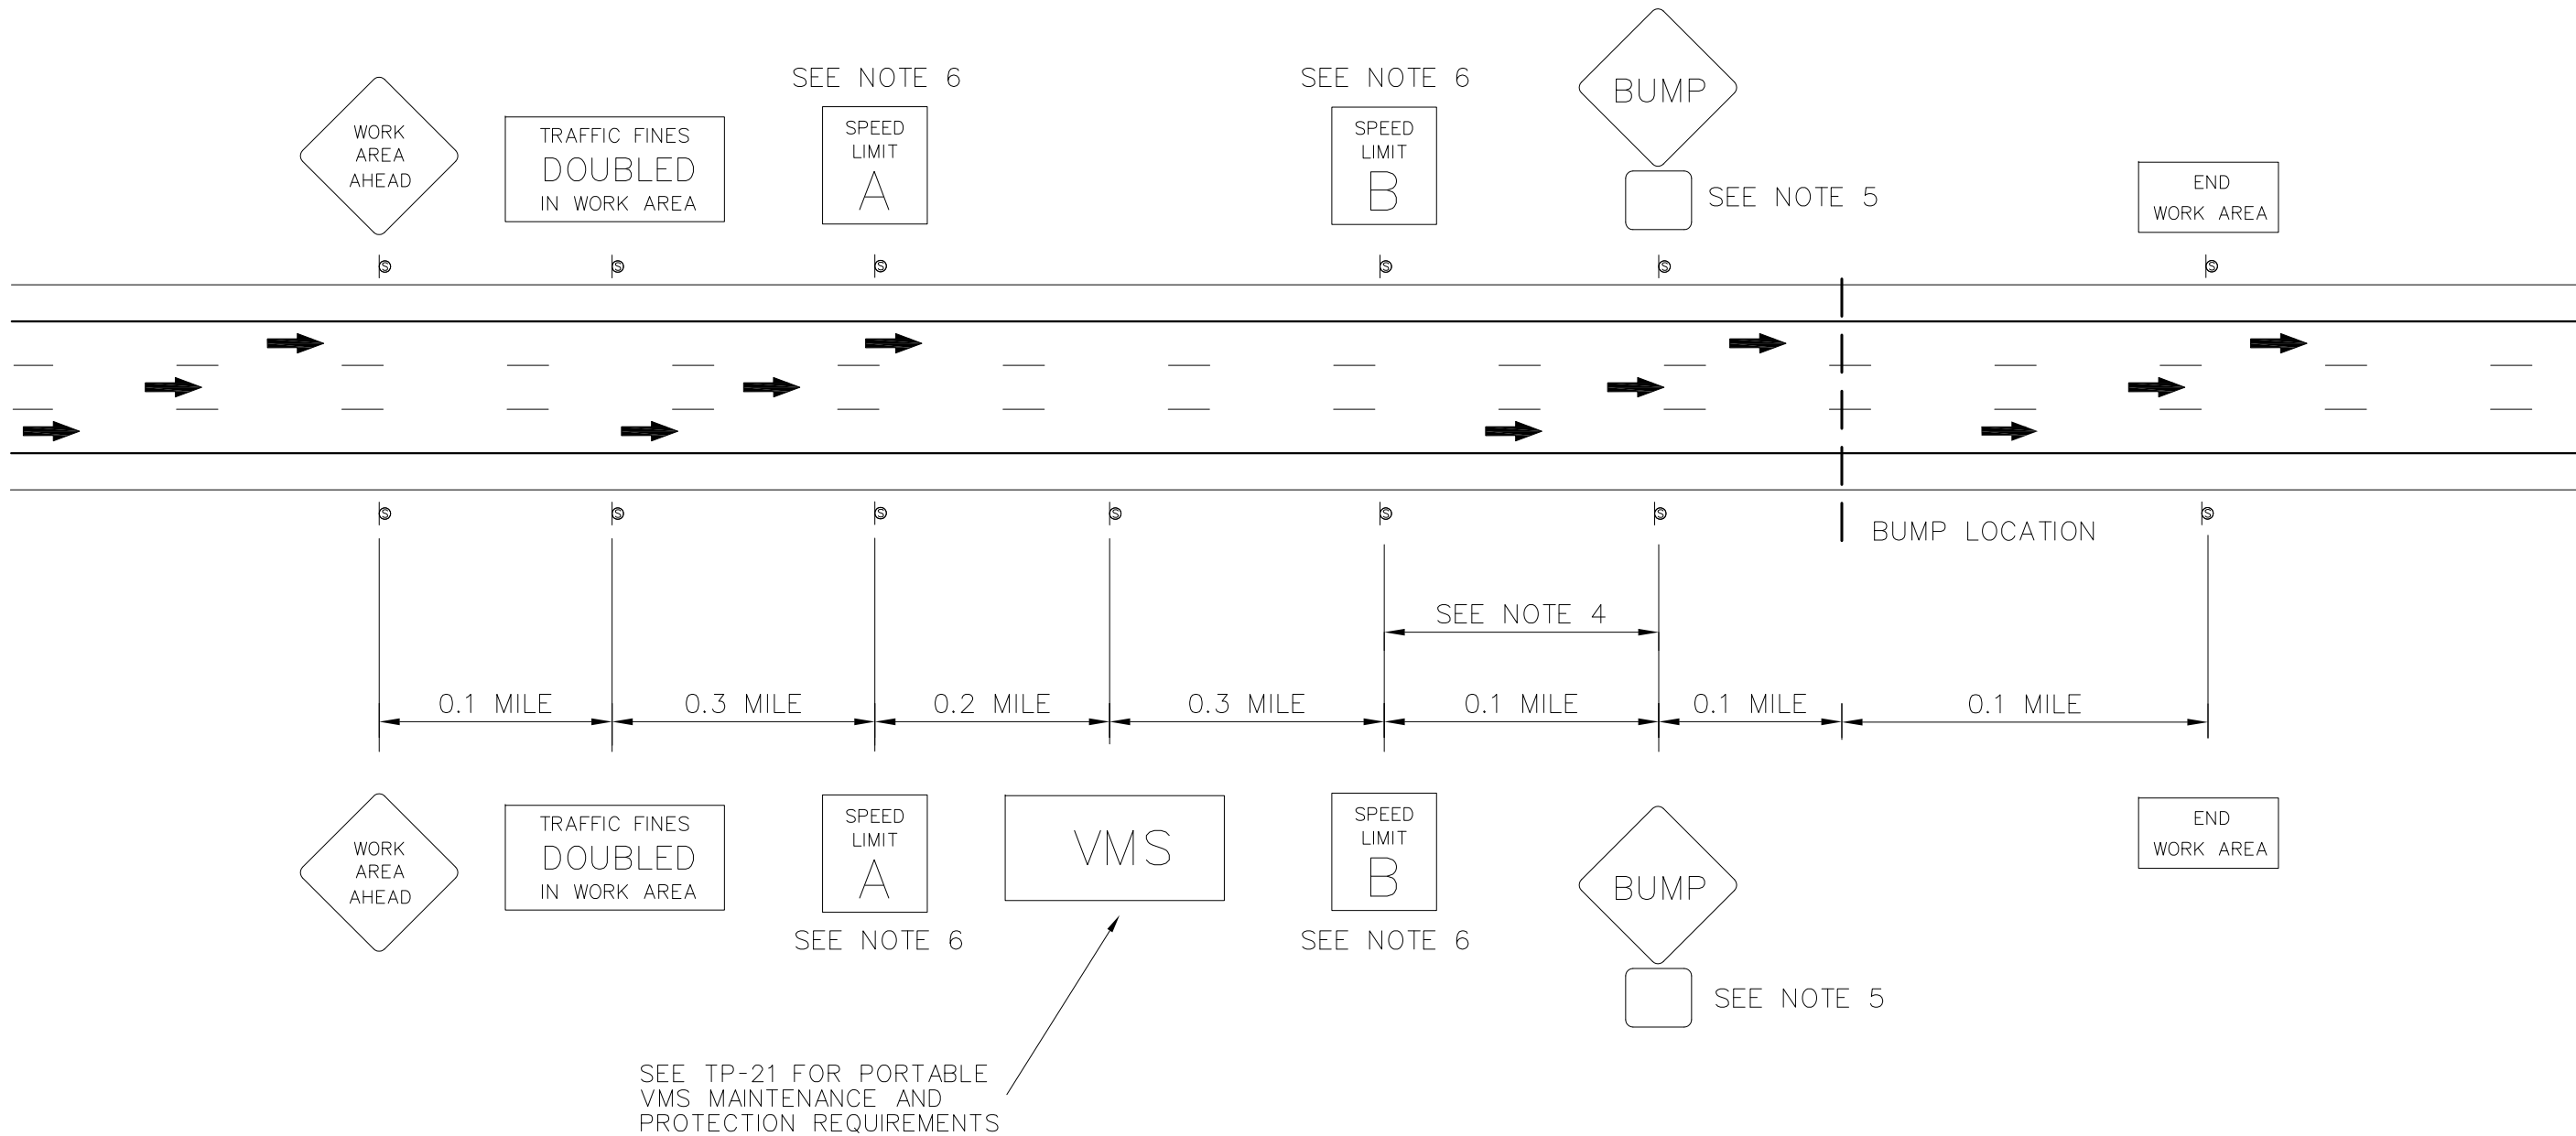 SEE NOTE 6
SEE NOTE 6
BUMP
WORK
AREA
AHEAD
TRAFFIC FINES
DOUBLED
IN WORK AREA
SPEED
LIMIT
A
SPEED
LIMIT
B
SEE NOTE 5
END
WORK AREA
S
S
S
S
S
S
S
S
S
S
S
S
S
BUMP LOCATION
SEE NOTE 4
0.1 MILE
0.3 MILE
0.2 MILE
0.3 MILE
0.1 MILE
0.1 MILE
0.1 MILE
WORK
AREA
AHEAD
TRAFFIC FINES
DOUBLED
IN WORK AREA
SPEED
LIMIT
A
SEE NOTE 6
VMS
SPEED
LIMIT
B
SEE NOTE 6
BUMP
SEE NOTE 5
END
WORK AREA
SEE TP-21 FOR PORTABLE
VMS MAINTENANCE AND
PROTECTION REQUIREMENTS